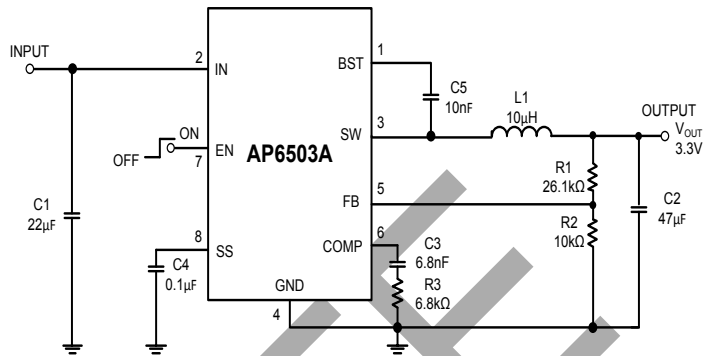 INPUT
2
IN
1
BST
C5
10nF
L1
10µH
OUTPUT
VOUT
3.3V
ON
OFF
7
EN
AP6503A
3
SW
R1
26.1kΩ
C1
22µF
5
FB
C2
47µF
R2
10kΩ
8
SS
6
COMP
C4
0.1µF
C3
6.8nF
R3
6.8kΩ
GND
4